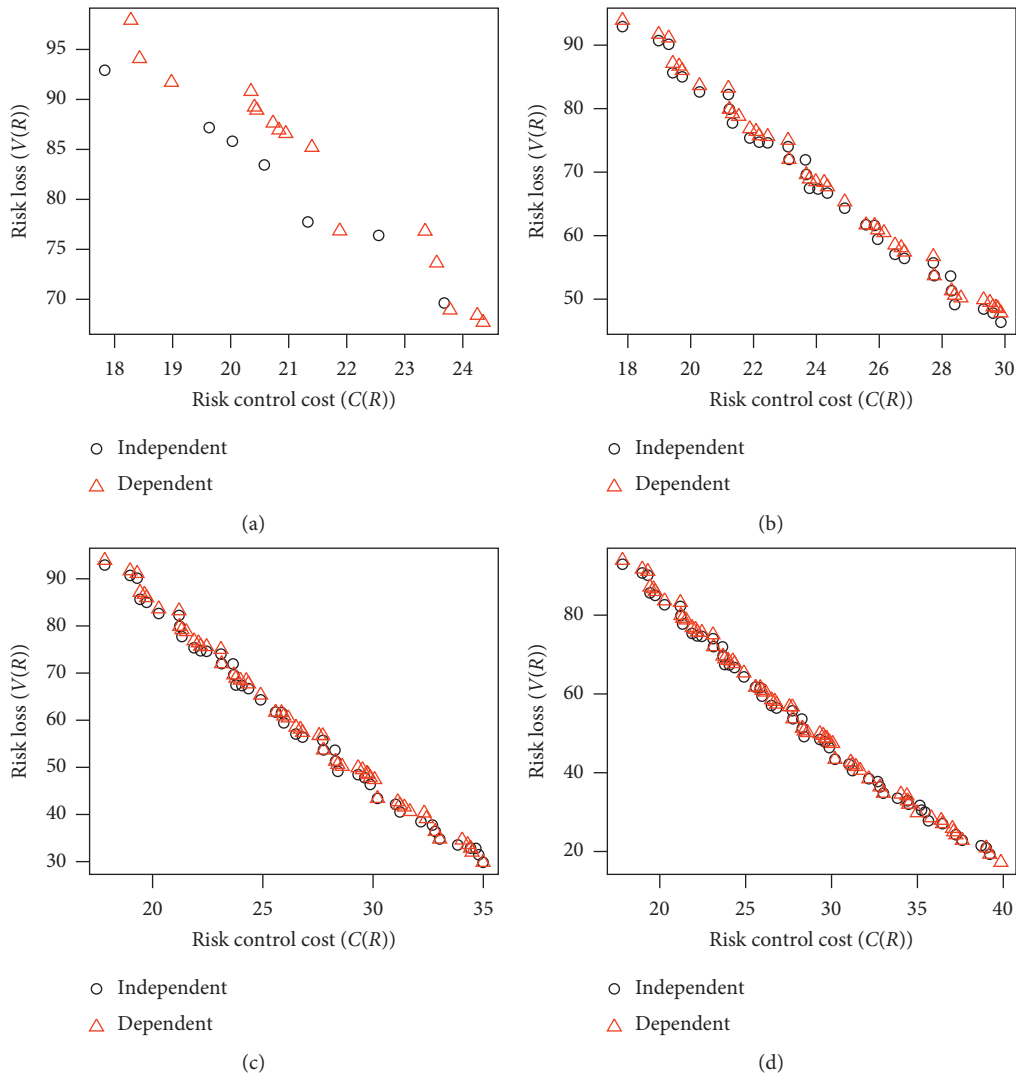 95
90
85
80
75
70
Risk loss (V(R))
18 19 20 21 22 23 24
Risk control cost (C(R))
Independent
Dependent
(a)
90
80
70
60
50
Risk loss (V(R))
18 20 22 24 26 28 30
Risk control cost (C(R))
Independent
Dependent
(b)
90
80
70
60
50
40
30
Risk loss (V(R))
20 25 30 35
Risk control cost (C(R))
Independent
Dependent
(c)
80
60
40
20
Risk loss (V(R))
20 25 30 35 40
Risk control cost (C(R))
Independent
Dependent
(d)